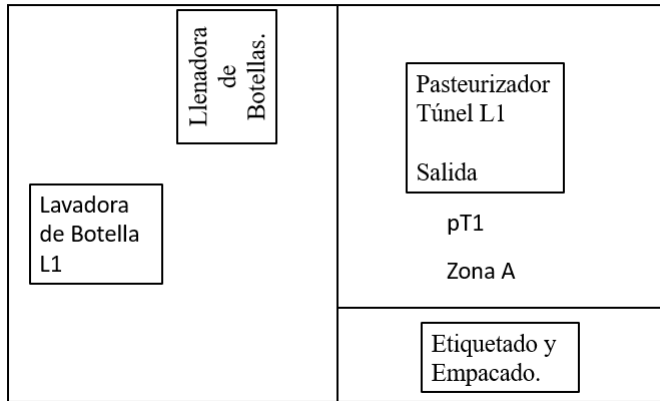 Llenadora
de
Botellas.
Pasteurizador
Túnel L1
Salida
Lavadora
de Botella
L1
pT1
Zona A
Etiquetado y
Empacado.